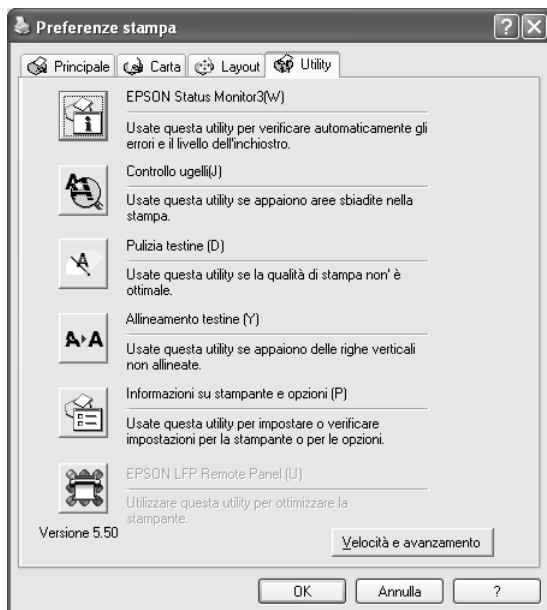 Preferenze stampa
Principale Carta Layout Utility
EPSON Status Monitor3(W)
Usate questa utility per verificare automaticamente gli
errori e il livello dell'inchiostro.
Controllo ugelli(J)
Usate questa utility se appaiono aree sbiadite nella
stampa.
Pulizia testine (D)
Usate questa utility se la qualità di stampa non' è
ottimale.
A›A
Allineamento testine (Y)
Usate questa utility se appaiono delle righe verticali
non allineate.
Informazioni su stampante e opzioni (P)
Usate questa utility per impostare o verificare
impostazioni per la stampante o per le opzioni.
EPSON LFP Remote Panel (U)
Utilizzare questa utility per ottimizzare la
stampante.
Versione 5.50
Velocità e avanzamento
OK Annulla ?